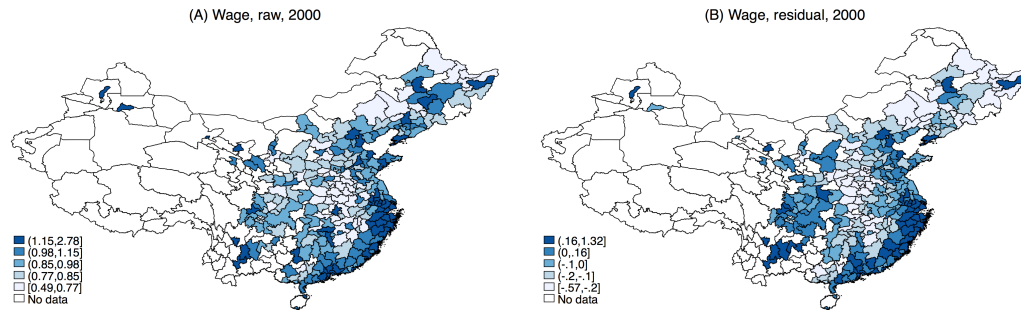 (A) Wage, raw, 2000
(1.15,2.78]
(0.98,1.15]
(0.85,0.98]
(0.77,0.85]
[0.49,0.77]
No data
(B) Wage, residual, 2000
(.16,1.32]
(0,.16]
(-.1,0]
(-.2,-.1]
[-.57,-.2]
No data